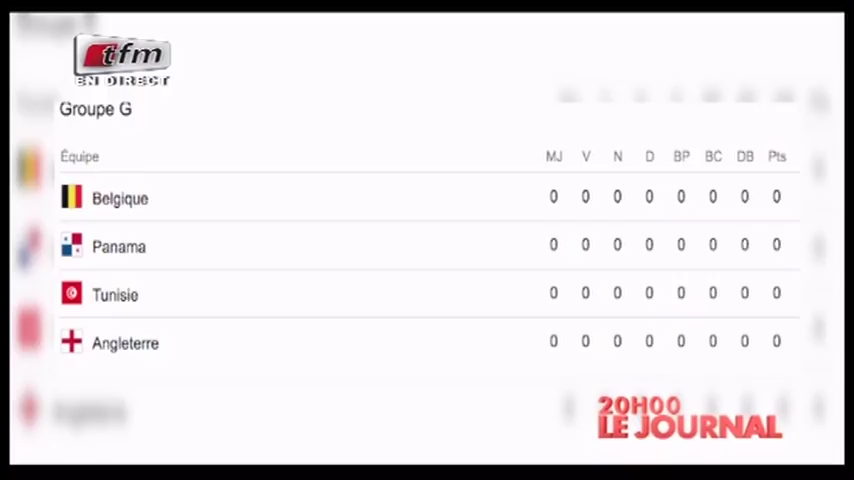 tfm
EN DIRECT
Groupe G
Équipe MJ V N D BP BC DB Pts
Belgique 0 0 0 0 0 0 0 0
Panama 0 0 0 0 0 0 0 0
Tunisie 0 0 0 0 0 0 0 0
Angleterre 0 0 0 0 0 0 0 0
20H00
LE JOURNAL